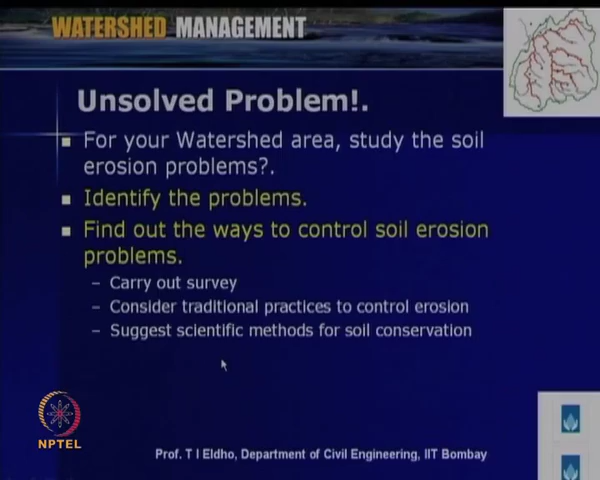 WATERSHED MANAGEMENT
Unsolved Problem!.
For your Watershed area, study the soil
erosion problems?.
Identify the problems.
Find out the ways to control soil erosion
problems.
– Carry out survey
– Consider traditional practices to control erosion
– Suggest scientific methods for soil conservation
NPTEL
Prof. T I Eldho, Department of Civil Engineering, IIT Bombay